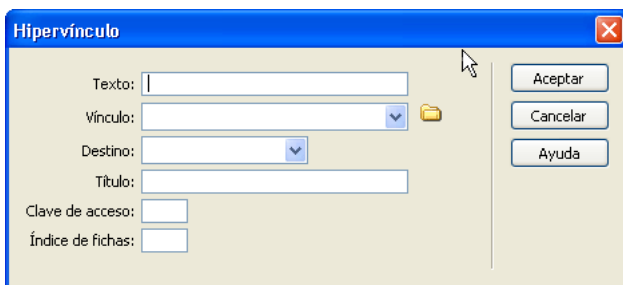 Hipervínculo
Texto:
Vínculo:
Destino:
Título:
Clave de acceso:
Índice de fichas:
Aceptar
Cancelar
Ayuda